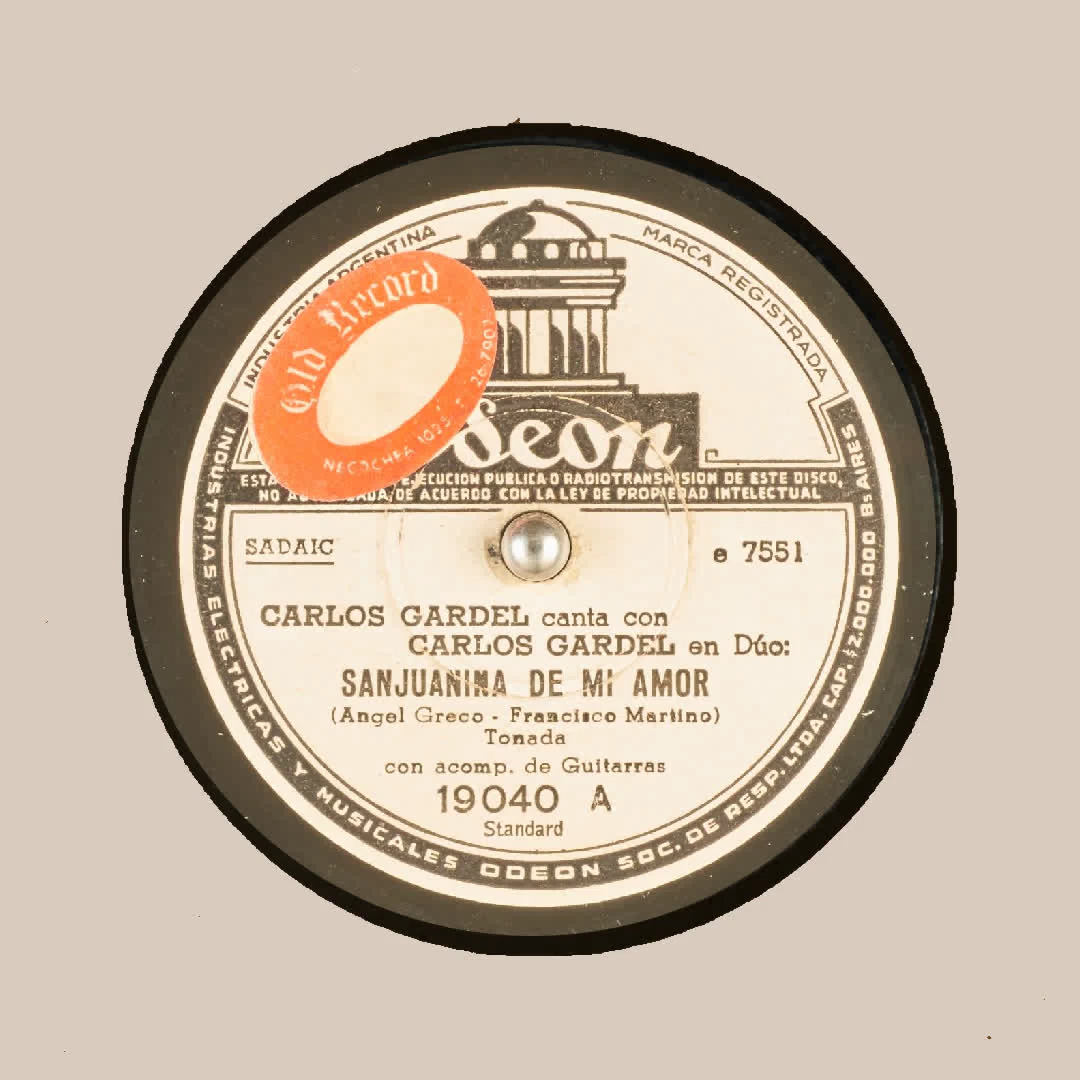 INDUSTRIA ARGENTINA
MARCA REGISTRADA
Old Record
NECOCHEA
Odeon
EJECUCION PUBLICA O RADIOTRANSMISION DE ESTE DISCO,
DE ACUERDO CON LA LEY DE PROPIEDAD INTELECTUAL
SADAIC
e 7551
CARLOS GARDEL canta con
CARLOS GARDEL en Dúo:
SANJUANINA DE MI AMOR
(Angel Greco - Francisco Martino)
Tonada
con acomp. de Guitarras
19040 A
Standard
INDUSTRIAS ELECTRICAS Y MUSICALES ODEON SOC. DE RESP. LTDA. CAP. $ 2.000.000 Bs AIRES